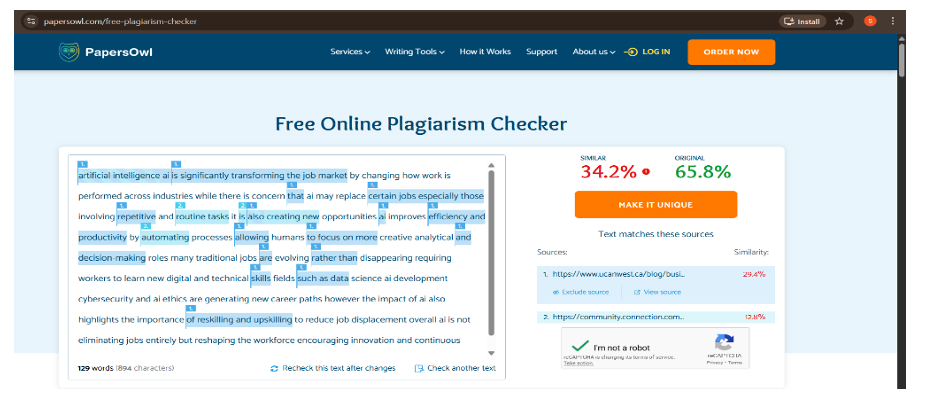 papersowl.com/free-plagiarism-checker
Install
S
PapersOwl
Services
Writing Tools
How it Works
Support
About us
LOG IN
ORDER NOW
Free Online Plagiarism Checker
artificial intelligence ai is significantly transforming the job market by changing how work is
performed across industries while there is concern that ai may replace certain jobs especially those
involving repetitive and routine tasks it is also creating new opportunities ai improves efficiency and
productivity by automating processes allowing humans to focus on more creative analytical and
decision-making roles many traditional jobs are evolving rather than disappearing requiring
workers to learn new digital and technical skills fields such as data science ai development
cybersecurity and ai ethics are generating new career paths however the impact of ai also
highlights the importance of reskilling and upskilling to reduce job displacement overall ai is not
eliminating jobs entirely but reshaping the workforce encouraging innovation and continuous
129 words (894 characters)
Recheck this text after changes
Check another text
SIMILAR
ORIGINAL
34.2%
65.8%
MAKE IT UNIQUE
Text matches these sources
Sources:
Similarity:
1. https://www.ucanwest.ca/blog/busi...
29.4%
Exclude source
View source
2. https://community.connection.com...
12.8%
I'm not a robot
reCAPTCHA is changing its terms of service.
Take action.
reCAPTCHA
Privacy - Terms